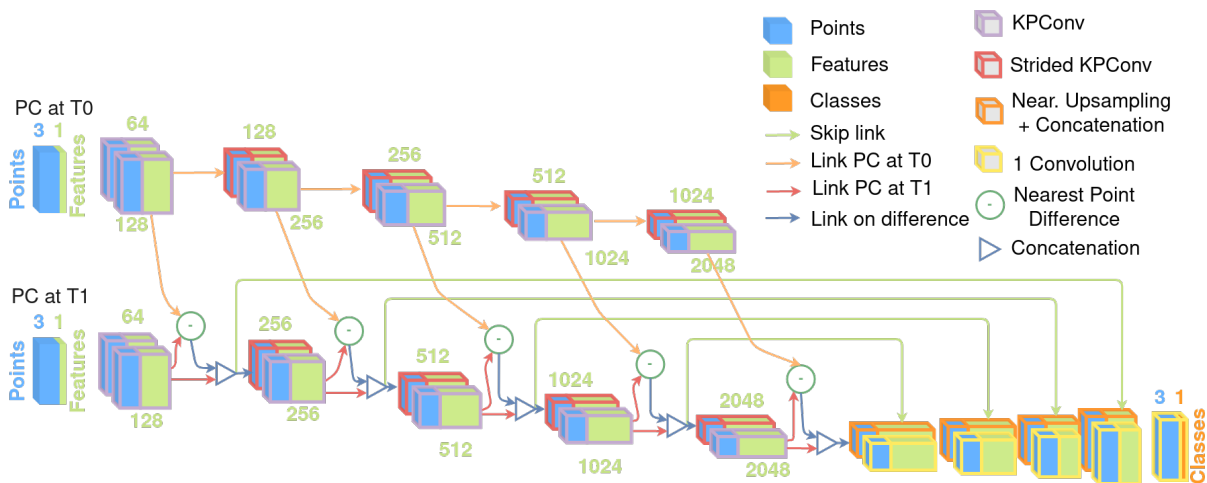 Points
KPConv
Features
Strided KPConv
Classes
Near. Upsampling
+ Concatenation
Skip link
Link PC at T0
1 Convolution
Link PC at T1
Nearest Point
Difference
Link on difference
Concatenation
-
PC at T0
3 1
Points
Features
64
128
128
256
256
512
512
1024
1024
2048
PC at T1
3 1
Points
Features
64
128
-
256
256
-
512
512
-
1024
1024
-
2048
2048
-
3 1
Classes